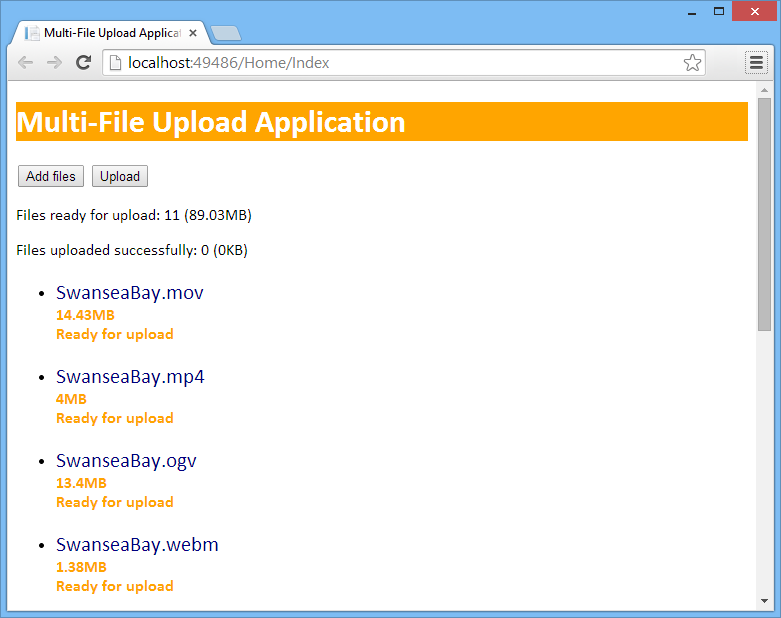 Multi-File Upload Applicat
localhost:49486/Home/Index
Multi-File Upload Application
Add files
Upload
Files ready for upload: 11 (89.03MB)
Files uploaded successfully: 0 (0KB)
• SwanseaBay.mov
14.43MB
Ready for upload
• SwanseaBay.mp4
4MB
Ready for upload
• SwanseaBay.ogv
13.4MB
Ready for upload
• SwanseaBay.webm
1.38MB
Ready for upload